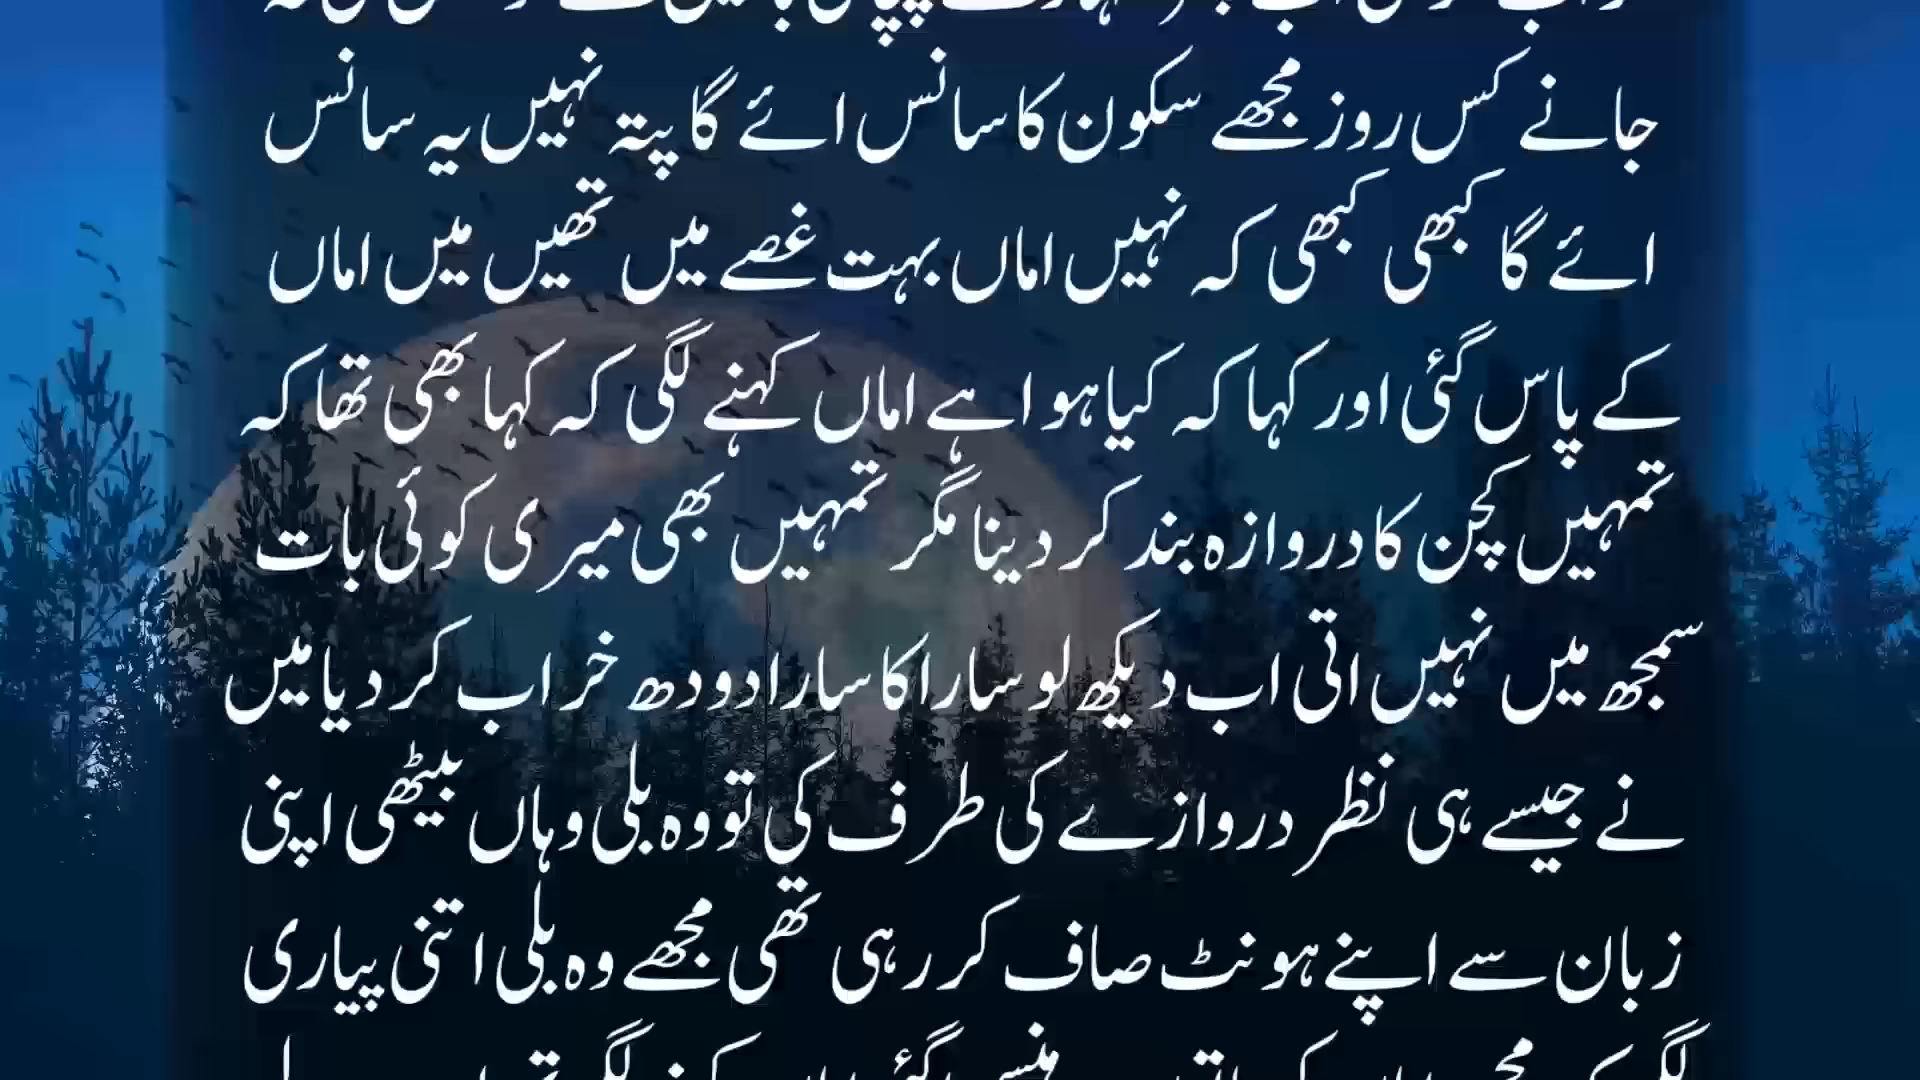 جانے کس روز مجھے سکون کا سانس ائے گا پتہ نہیں یہ سانس
ائے گا کبھی کبھی کہ نہیں اماں بہت غصے میں تھیں میں اماں
کے پاس گئی اور کہا کہ کیا ہوا ہے اماں کہنے لگی کہ کہا بھی تھا کہ
تمہیں کچن کا دروازہ بند کر دینا مگر تمہیں بھی میری کوئی بات
سمجھ میں نہیں اتی اب دیکھ لو سارا کا سارا دودھ خراب کر دیا میں
نے جیسے ہی نظر دروازے کی طرف کی تو وہ بلی وہاں بیٹھی اپنی
زبان سے اپنے ہونٹ صاف کر رہی تھی مجھے وہ بلی اتنی پیاری